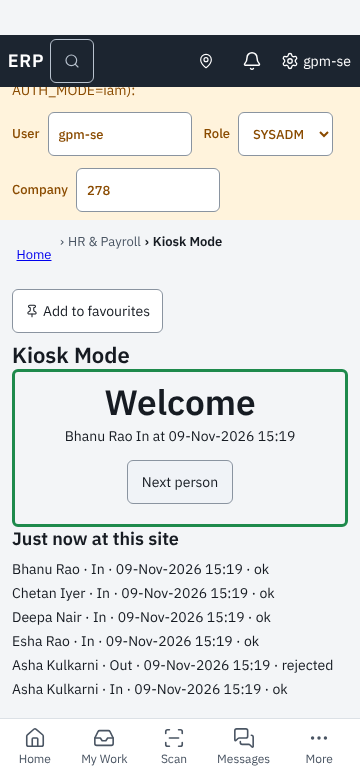 ERP
gpm-se
AUTH_MODE=iam):
User gpm-se Role SYSADM
Company 278
Home › HR & Payroll › Kiosk Mode
Add to favourites
Kiosk Mode
Welcome
Bhanu Rao In at 09-Nov-2026 15:19
Next person
Just now at this site
Bhanu Rao · In · 09-Nov-2026 15:19 · ok
Chetan Iyer · In · 09-Nov-2026 15:19 · ok
Deepa Nair · In · 09-Nov-2026 15:19 · ok
Esha Rao · In · 09-Nov-2026 15:19 · ok
Asha Kulkarni · Out · 09-Nov-2026 15:19 · rejected
Asha Kulkarni · In · 09-Nov-2026 15:19 · ok
Home My Work Scan Messages More